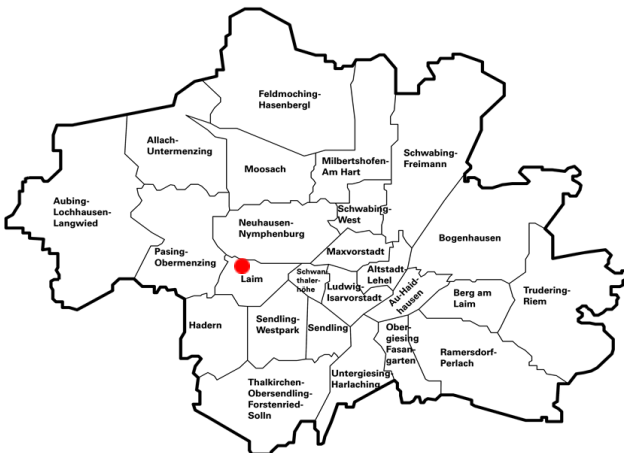 Feldmoching-
Hasenbergl
Allach-
Untermenzing
Moosach
Milbertshofen-
Am Hart
Schwabing-
Freimann
Aubing-
Lochhausen-
Langwied
Pasing-
Obermenzing
Neuhausen-
Nymphenburg
Schwabing-
West
Maxvorstadt
Bogenhausen
Laim
Schwan-
thaler-
höhe
Ludwig-
Isarvorstadt
Altstadt-
Lehel
Au-Haid-
hausen
Berg am
Laim
Trudering-
Riem
Hadern
Sendling-
Westpark
Sendling
Ober-
giesing
Fasan-
garten
Ramersdorf-
Perlach
Untergiesing-
Harlaching
Thalkirchen-
Obersendling-
Forstenried-
Solln